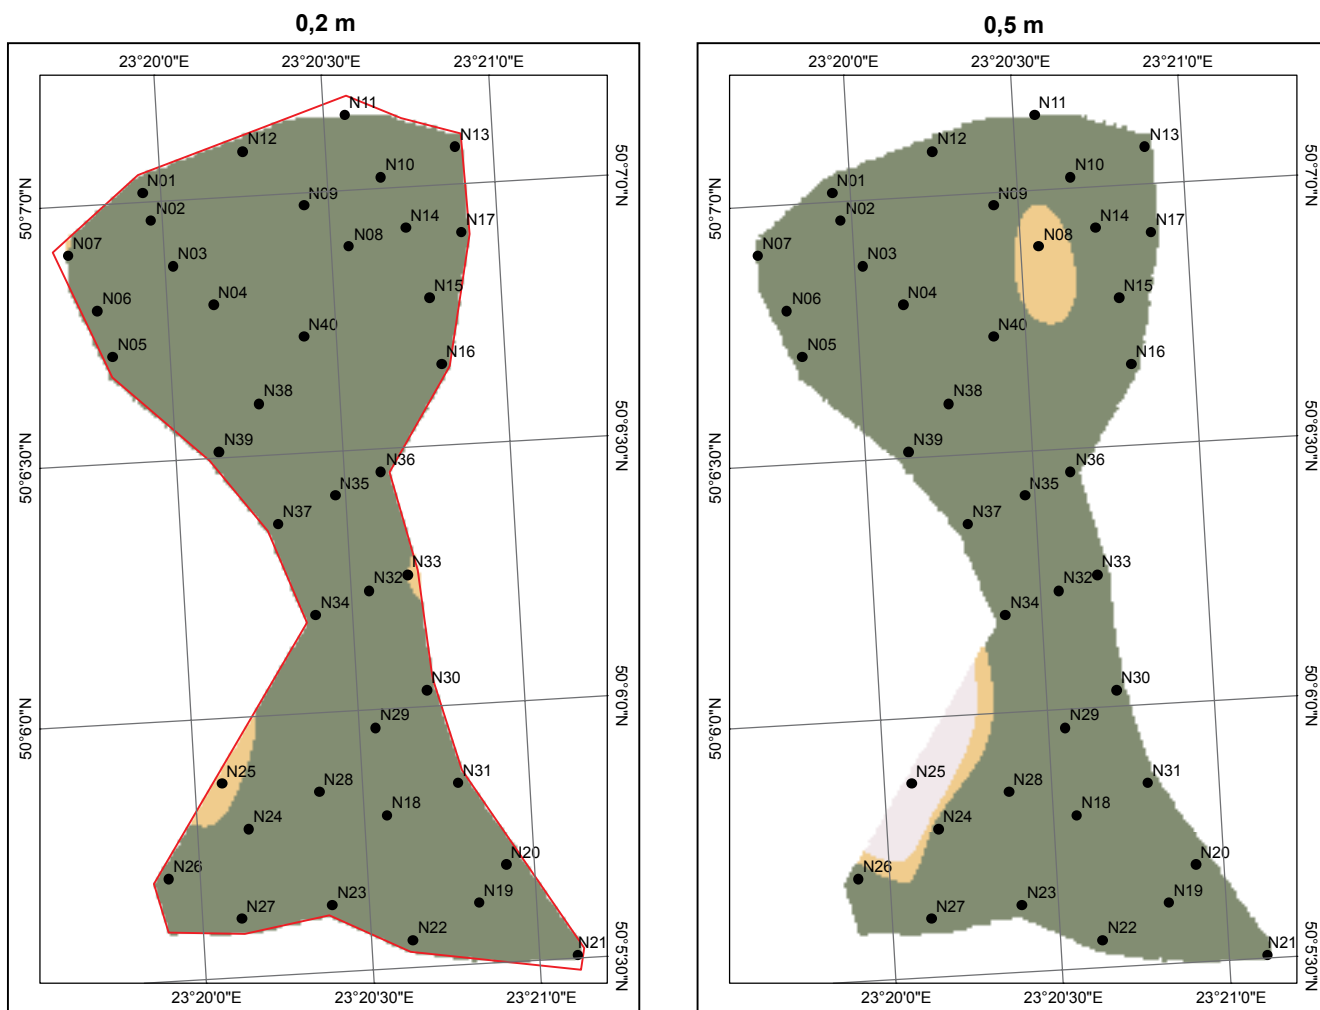 0,2 m
0,5 m
23°20'0"E
23°20'30"E
23°21'0"E
23°20'0"E
23°20'30"E
23°21'0"E
50°7'0"N
50°6'30"N
50°6'0"N
50°7'0"N
50°6'30"N
50°6'0"N
50°5'30"N
N11
N12
N13
N10
N01
N09
N02
N14
N17
N07
N08
N03
N15
N06
N04
N40
N05
N16
N38
N39
N36
N35
N37
N33
N32
N34
N30
N29
N31
N25
N28
N18
N24
N20
N26
N19
N23
N27
N22
N21
23°20'0"E
23°20'30"E
23°21'0"E
50°7'0"N
50°6'30"N
50°6'0"N
50°7'0"N
50°6'30"N
50°6'0"N
50°5'30"N
N11
N12
N13
N10
N01
N09
N02
N14
N17
N07
N08
N03
N15
N06
N04
N40
N05
N16
N38
N39
N36
N35
N37
N33
N32
N34
N30
N29
N31
N25
N28
N18
N24
N20
N26
N19
N23
N27
N22
N21
23°20'0"E
23°20'30"E
23°21'0"E